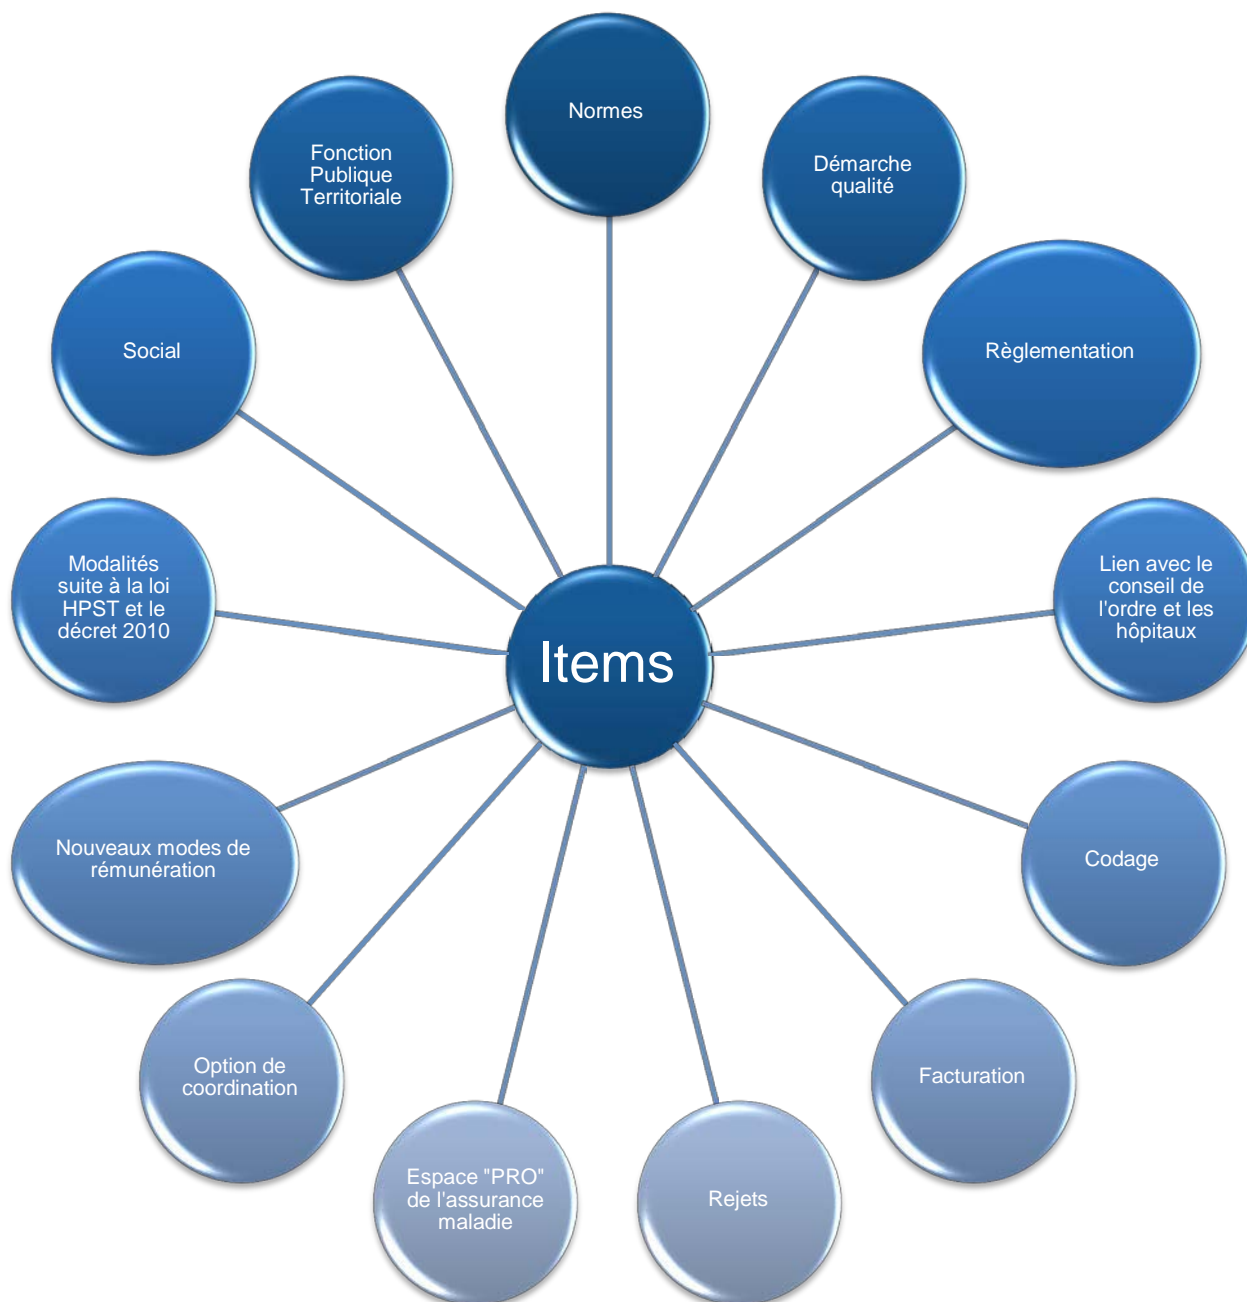 Normes
Démarche
qualité
Règlementation
Lien avec le
conseil de
l'ordre et les
hôpitaux
Codage
Facturation
Rejets
Espace "PRO"
de l'assurance
maladie
Option de
coordination
Nouveaux modes de
rémunération
Modalités
suite à la loi
HPST et le
décret 2010
Social
Fonction
Publique
Territoriale
Items